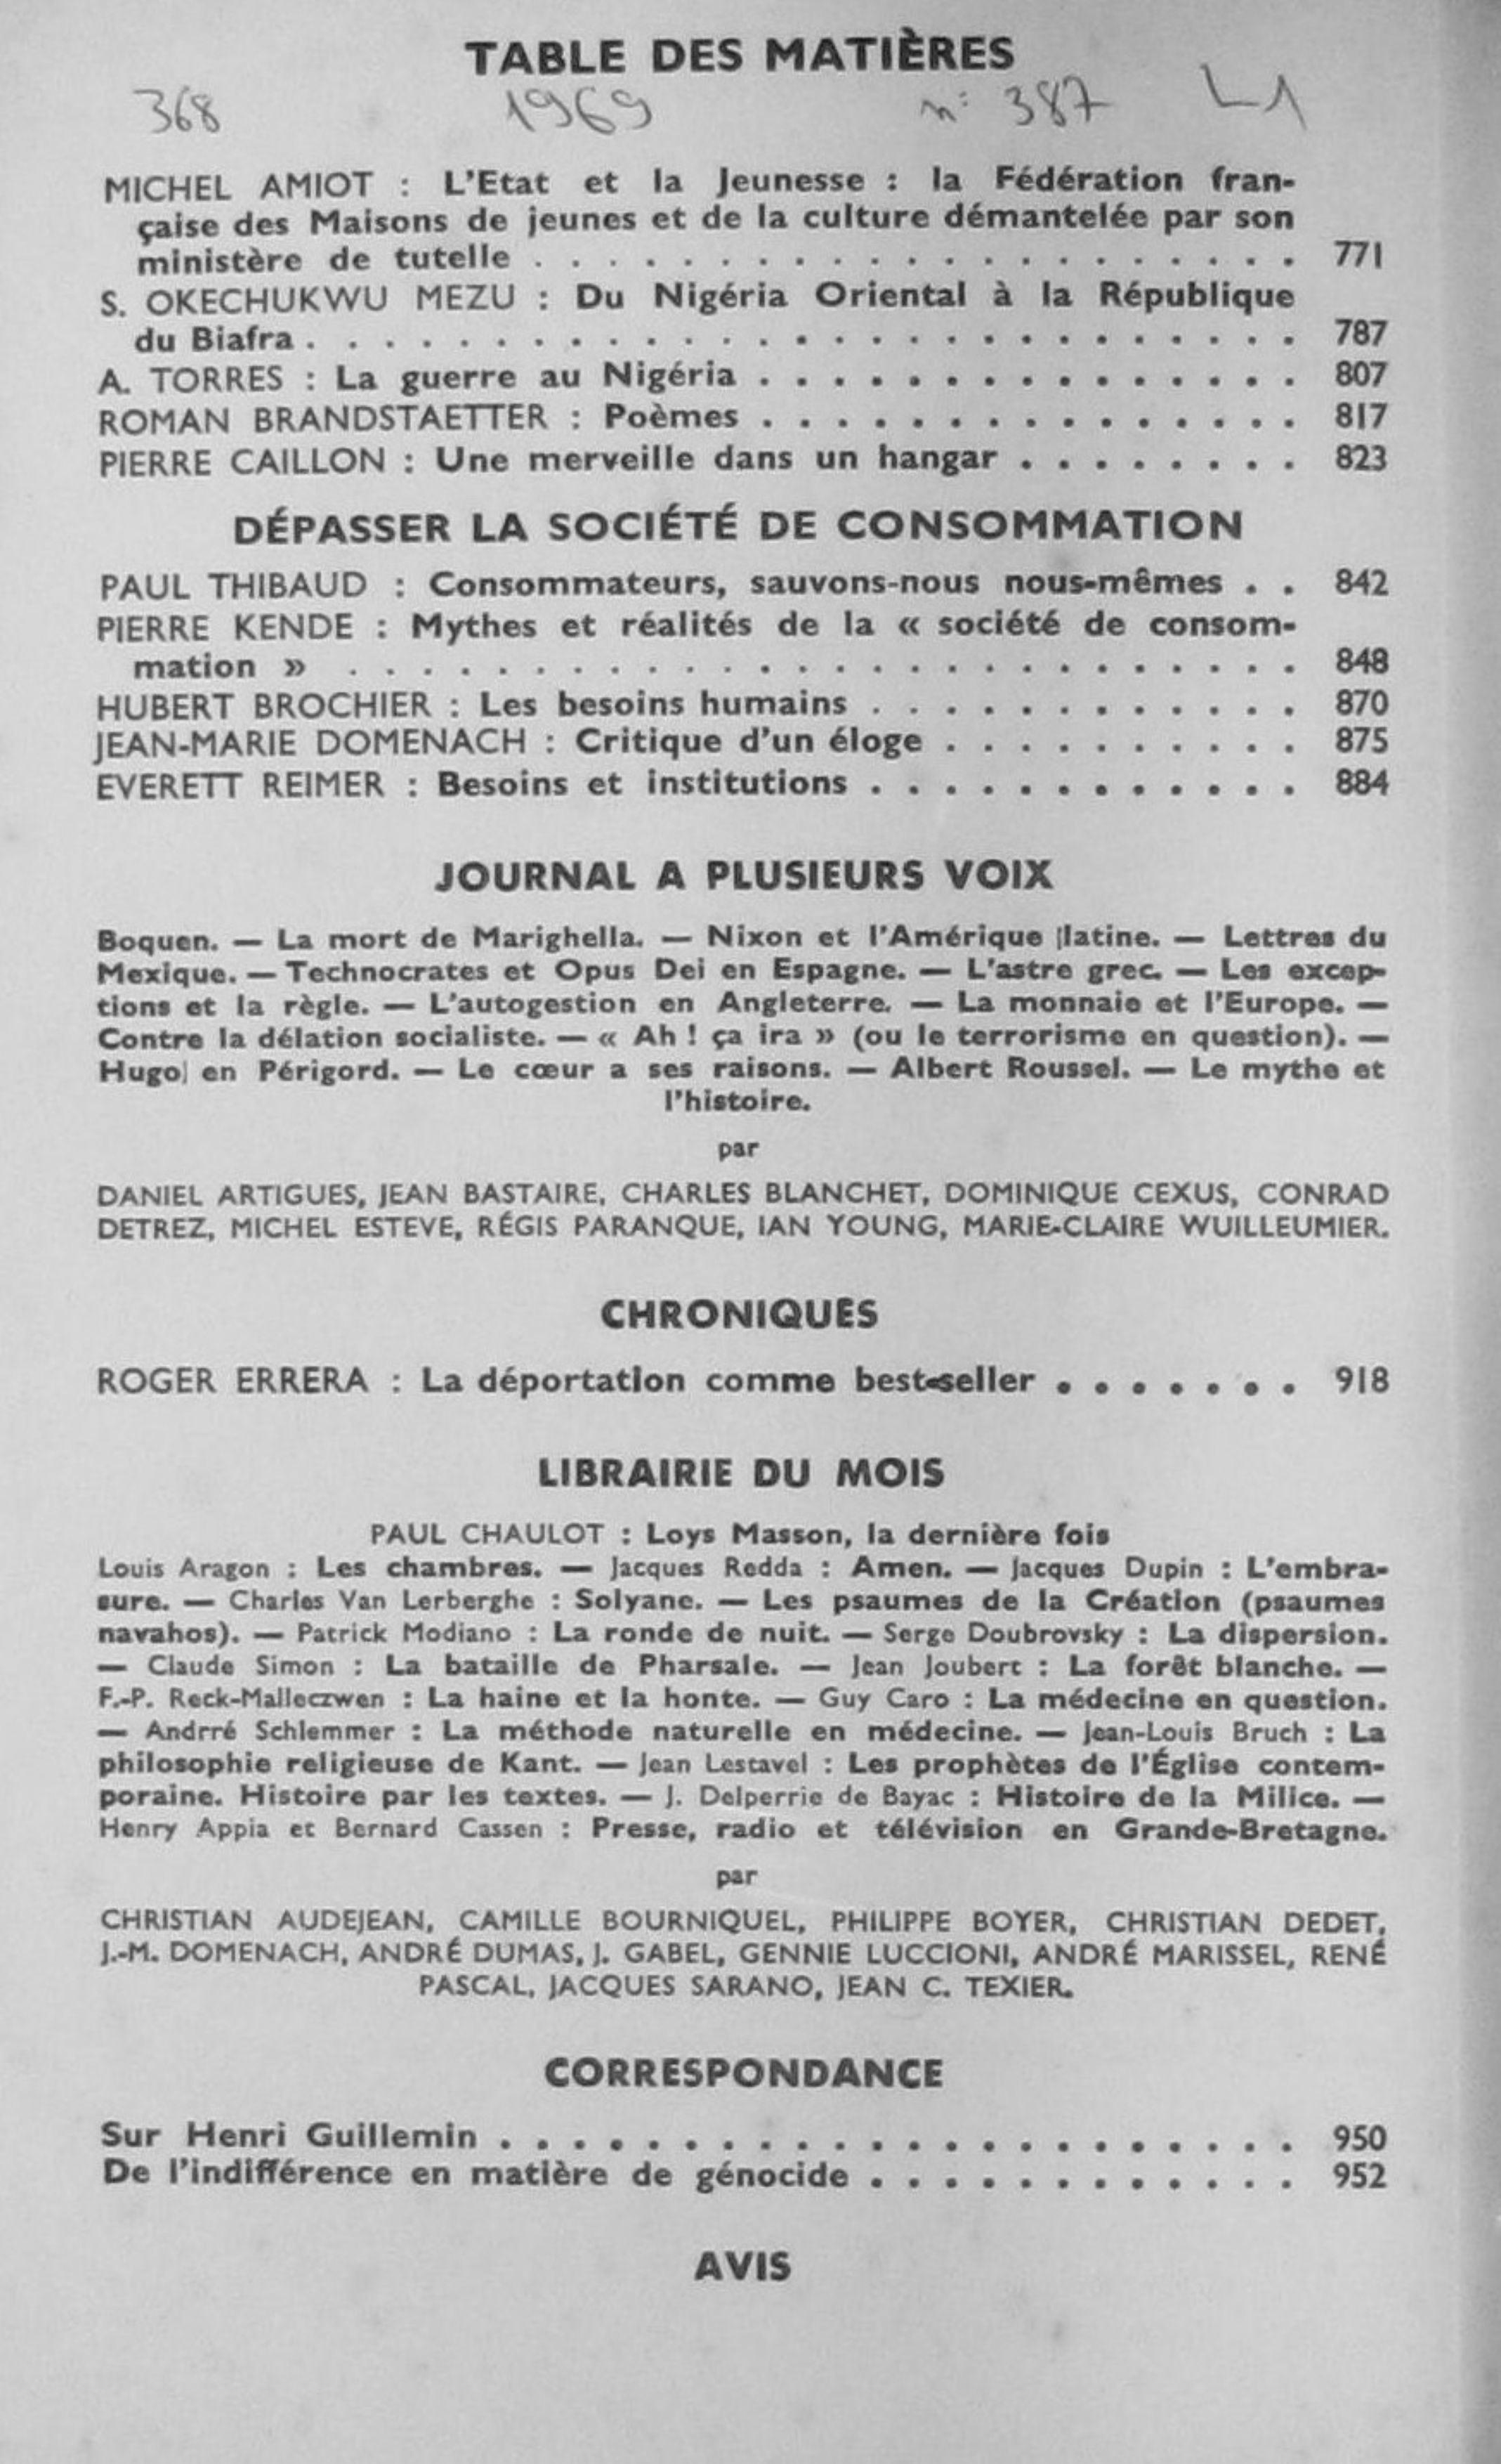 TABLE DES MATIÈRES
368 1969 n: 387 L1
MICHEL AMIOT : L'Etat et la Jeunesse : la Fédération fran-
çaise des Maisons de jeunes et de la culture démantelée par son
ministère de tutelle . . . . . . . . . . . . . . . . . . . . . 771
S. OKECHUKWU MEZU : Du Nigéria Oriental à la République
du Biafra . . . . . . . . . . . . . . . . . . . . . . . . . . . 787
A. TORRES : La guerre au Nigéria . . . . . . . . . . . . . . . 807
ROMAN BRANDSTAETTER : Poèmes . . . . . . . . . . . . . . . 817
PIERRE CAILLON : Une merveille dans un hangar . . . . . . . . 823
DÉPASSER LA SOCIÉTÉ DE CONSOMMATION
PAUL THIBAUD : Consommateurs, sauvons-nous nous-mêmes . . 842
PIERRE KENDE : Mythes et réalités de la « société de consom-
mation » . . . . . . . . . . . . . . . . . . . . . . . . . . 848
HUBERT BROCHIER : Les besoins humains . . . . . . . . . . . . 870
JEAN-MARIE DOMENACH : Critique d'un éloge . . . . . . . . . . 875
EVERETT REIMER : Besoins et institutions . . . . . . . . . . . . 884
JOURNAL A PLUSIEURS VOIX
Boquen. — La mort de Marighella. — Nixon et l'Amérique latine. — Lettres du
Mexique. — Technocrates et Opus Dei en Espagne. — L'astre grec. — Les excep-
tions et la règle. — L'autogestion en Angleterre. — La monnaie et l'Europe. —
Contre la délation socialiste. — « Ah ! ça ira » (ou le terrorisme en question). —
Hugo en Périgord. — Le cœur a ses raisons. — Albert Roussel. — Le mythe et
l'histoire.
par
DANIEL ARTIGUES, JEAN BASTAIRE, CHARLES BLANCHET, DOMINIQUE CEXUS, CONRAD
DETREZ, MICHEL ESTEVE, RÉGIS PARANQUE, IAN YOUNG, MARIE-CLAIRE WUILLEUMIER.
CHRONIQUES
ROGER ERRERA : La déportation comme best-seller . . . . . . . 918
LIBRAIRIE DU MOIS
PAUL CHAULOT : Loys Masson, la dernière fois
Louis Aragon : Les chambres. — Jacques Redda : Amen. — Jacques Dupin : L'embra-
sure. — Charles Van Lerberghe : Solyane. — Les psaumes de la Création (psaumes
navahos). — Patrick Modiano : La ronde de nuit. — Serge Doubrovsky : La dispersion.
— Claude Simon : La bataille de Pharsale. — Jean Joubert : La forêt blanche. —
F.-P. Reck-Malleczwen : La haine et la honte. — Guy Caro : La médecine en question.
— Andrré Schlemmer : La méthode naturelle en médecine. — Jean-Louis Bruch : La
philosophie religieuse de Kant. — Jean Lestavel : Les prophètes de l'Église contem-
poraine. Histoire par les textes. — J. Delperrie de Bayac : Histoire de la Milice. —
Henry Appia et Bernard Cassen : Presse, radio et télévision en Grande-Bretagne.
par
CHRISTIAN AUDEJEAN, CAMILLE BOURNIQUEL, PHILIPPE BOYER, CHRISTIAN DEDET,
J.-M. DOMENACH, ANDRÉ DUMAS, J. GABEL, GENNIE LUCCIONI, ANDRÉ MARISSEL, RENÉ
PASCAL, JACQUES SARANO, JEAN C. TEXIER.
CORRESPONDANCE
Sur Henri Guillemin . . . . . . . . . . . . . . . . . . . . . . 950
De l'indifférence en matière de génocide . . . . . . . . . . . . 952
AVIS